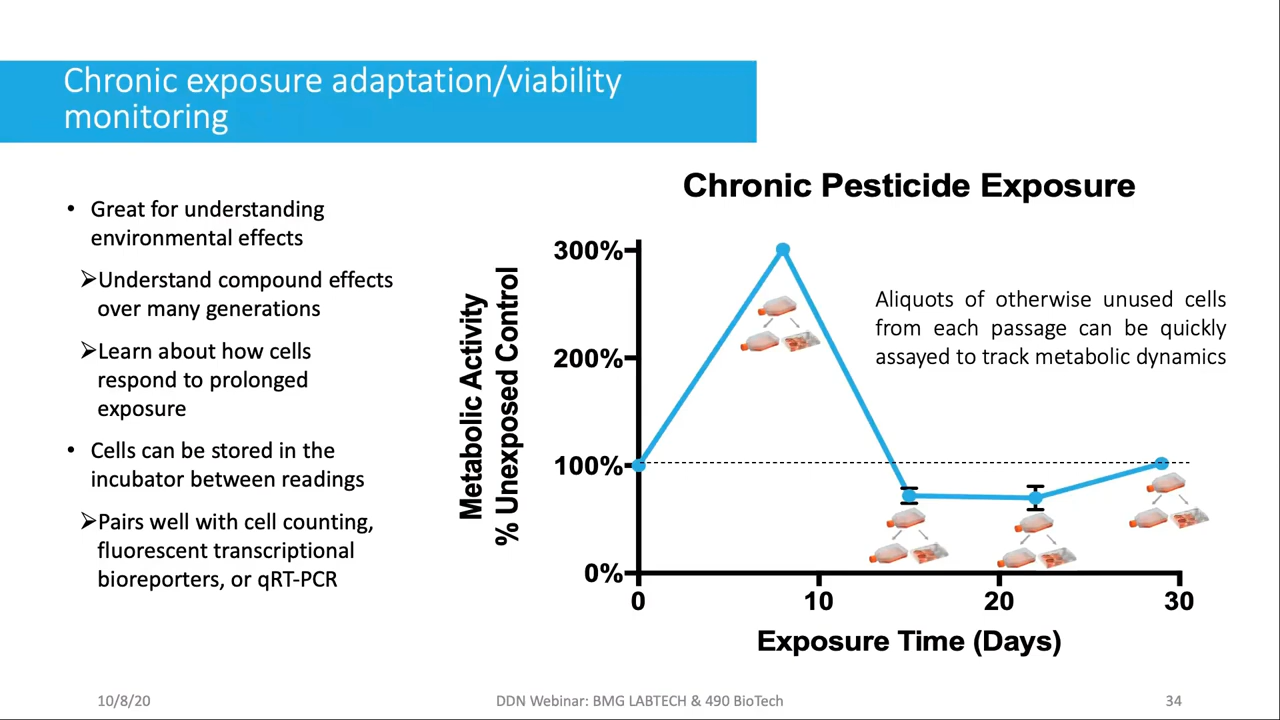 Chronic exposure adaptation/viability
monitoring
• Great for understanding
environmental effects
➢Understand compound effects
over many generations
➢Learn about how cells
respond to prolonged
exposure
• Cells can be stored in the
incubator between readings
➢Pairs well with cell counting,
fluorescent transcriptional
bioreporters, or qRT-PCR
Chronic Pesticide Exposure
Metabolic Activity
% Unexposed Control
300%
200%
100%
0%
Aliquots of otherwise unused cells
from each passage can be quickly
assayed to track metabolic dynamics
0 10 20 30
Exposure Time (Days)
10/8/20 DDN Webinar: BMG LABTECH & 490 BioTech 34